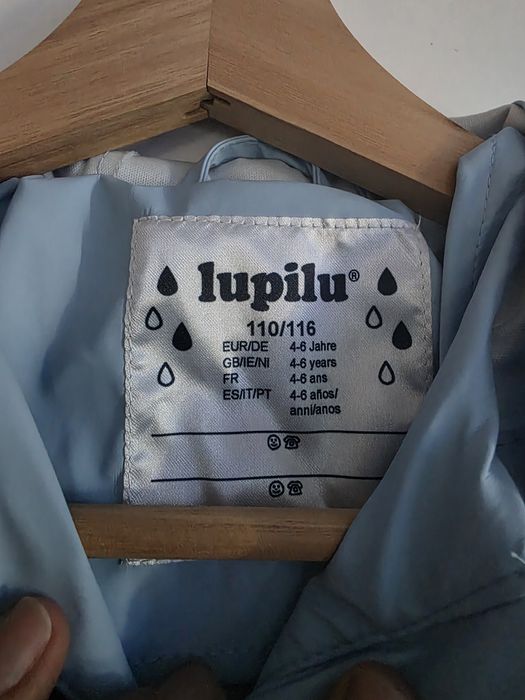 lupilu®
110/116
EUR/DE 4-6 Jahre
GB/IE/NI 4-6 years
FR 4-6 ans
ES/IT/PT 4-6 años/
anni/anos